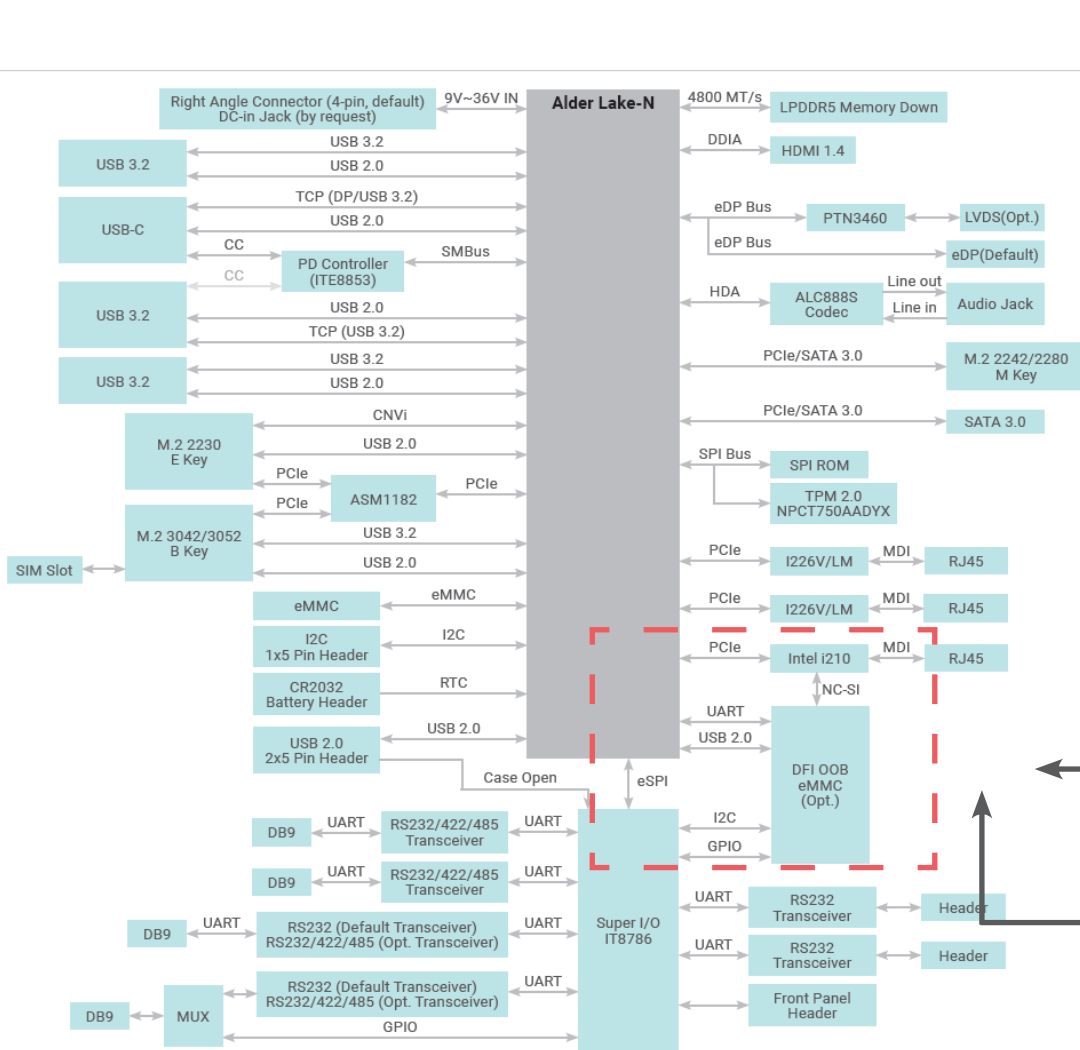 Right Angle Connector (4-pin, default)
DC-in Jack (by request)
9V~36V IN
Alder Lake-N
4800 MT/s
LPDDR5 Memory Down
USB 3.2
USB 3.2
USB 2.0
DDIA
HDMI 1.4
USB-C
TCP (DP/USB 3.2)
USB 2.0
CC
PD Controller
(ITE8853)
SMBus
CC
eDP Bus
PTN3460
LVDS(Opt.)
eDP Bus
eDP(Default)
USB 3.2
USB 2.0
TCP (USB 3.2)
HDA
ALC888S
Codec
Line out
Line in
Audio Jack
USB 3.2
USB 3.2
USB 2.0
PCIe/SATA 3.0
M.2 2242/2280
M Key
M.2 2230
E Key
CNVi
USB 2.0
PCIe
PCIe/SATA 3.0
SATA 3.0
PCIe
ASM1182
PCIe
SPI Bus
SPI ROM
TPM 2.0
NPCT750AADYX
M.2 3042/3052
B Key
USB 3.2
USB 2.0
SIM Slot
PCIe
I226V/LM
MDI
RJ45
eMMC
eMMC
PCIe
I226V/LM
MDI
RJ45
I2C
1x5 Pin Header
I2C
PCIe
Intel i210
MDI
RJ45
CR2032
Battery Header
RTC
NC-SI
USB 2.0
2x5 Pin Header
USB 2.0
UART
USB 2.0
DFI OOB
eMMC
(Opt.)
Case Open
eSPI
I2C
GPIO
DB9
UART
RS232/422/485
Transceiver
UART
DB9
UART
RS232/422/485
Transceiver
UART
Super I/O
IT8786
UART
RS232
Transceiver
Header
DB9
UART
RS232 (Default Transceiver)
RS232/422/485 (Opt. Transceiver)
UART
UART
RS232
Transceiver
Header
DB9
MUX
RS232 (Default Transceiver)
RS232/422/485 (Opt. Transceiver)
UART
GPIO
Front Panel
Header